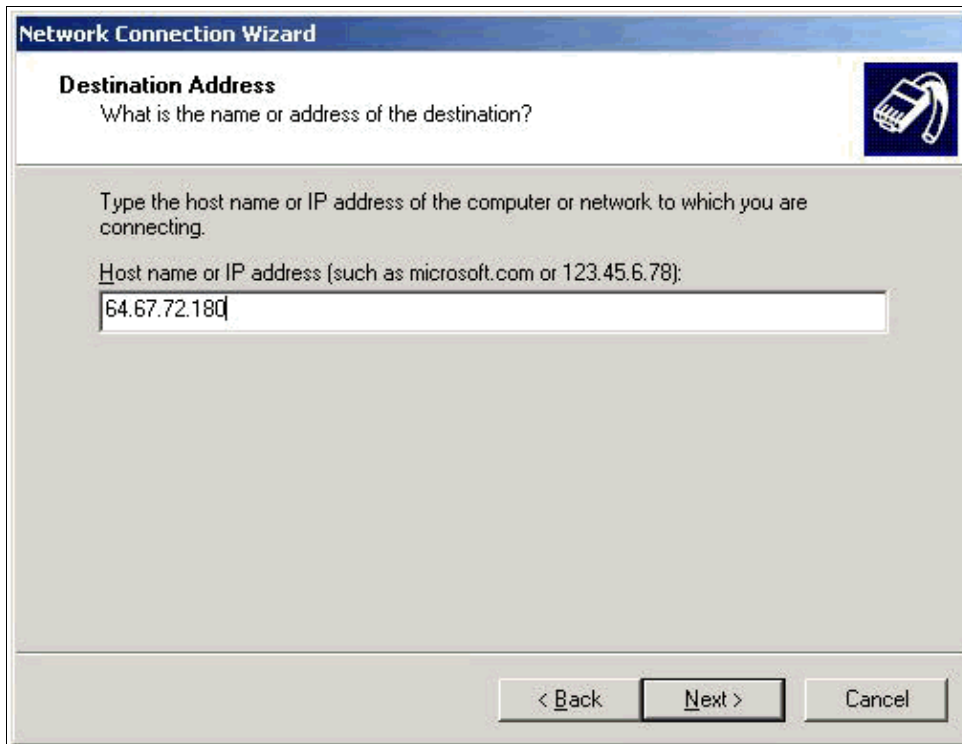 Network Connection Wizard
Destination Address
What is the name or address of the destination?
Type the host name or IP address of the computer or network to which you are
connecting.
Host name or IP address (such as microsoft.com or 123.45.6.78):
64.67.72.180
< Back
Next >
Cancel